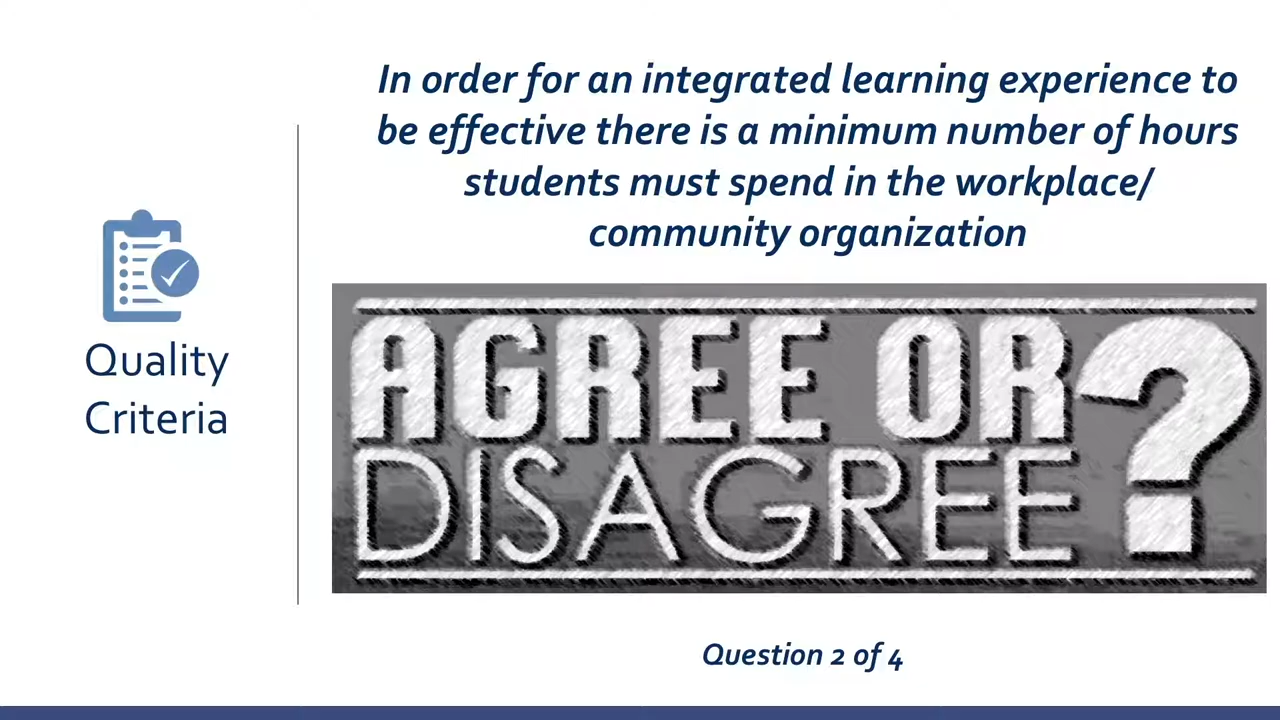 In order for an integrated learning experience to
be effective there is a minimum number of hours
students must spend in the workplace/
community organization
Quality
Criteria
AGREE OR
DISAGREE?
Question 2 of 4